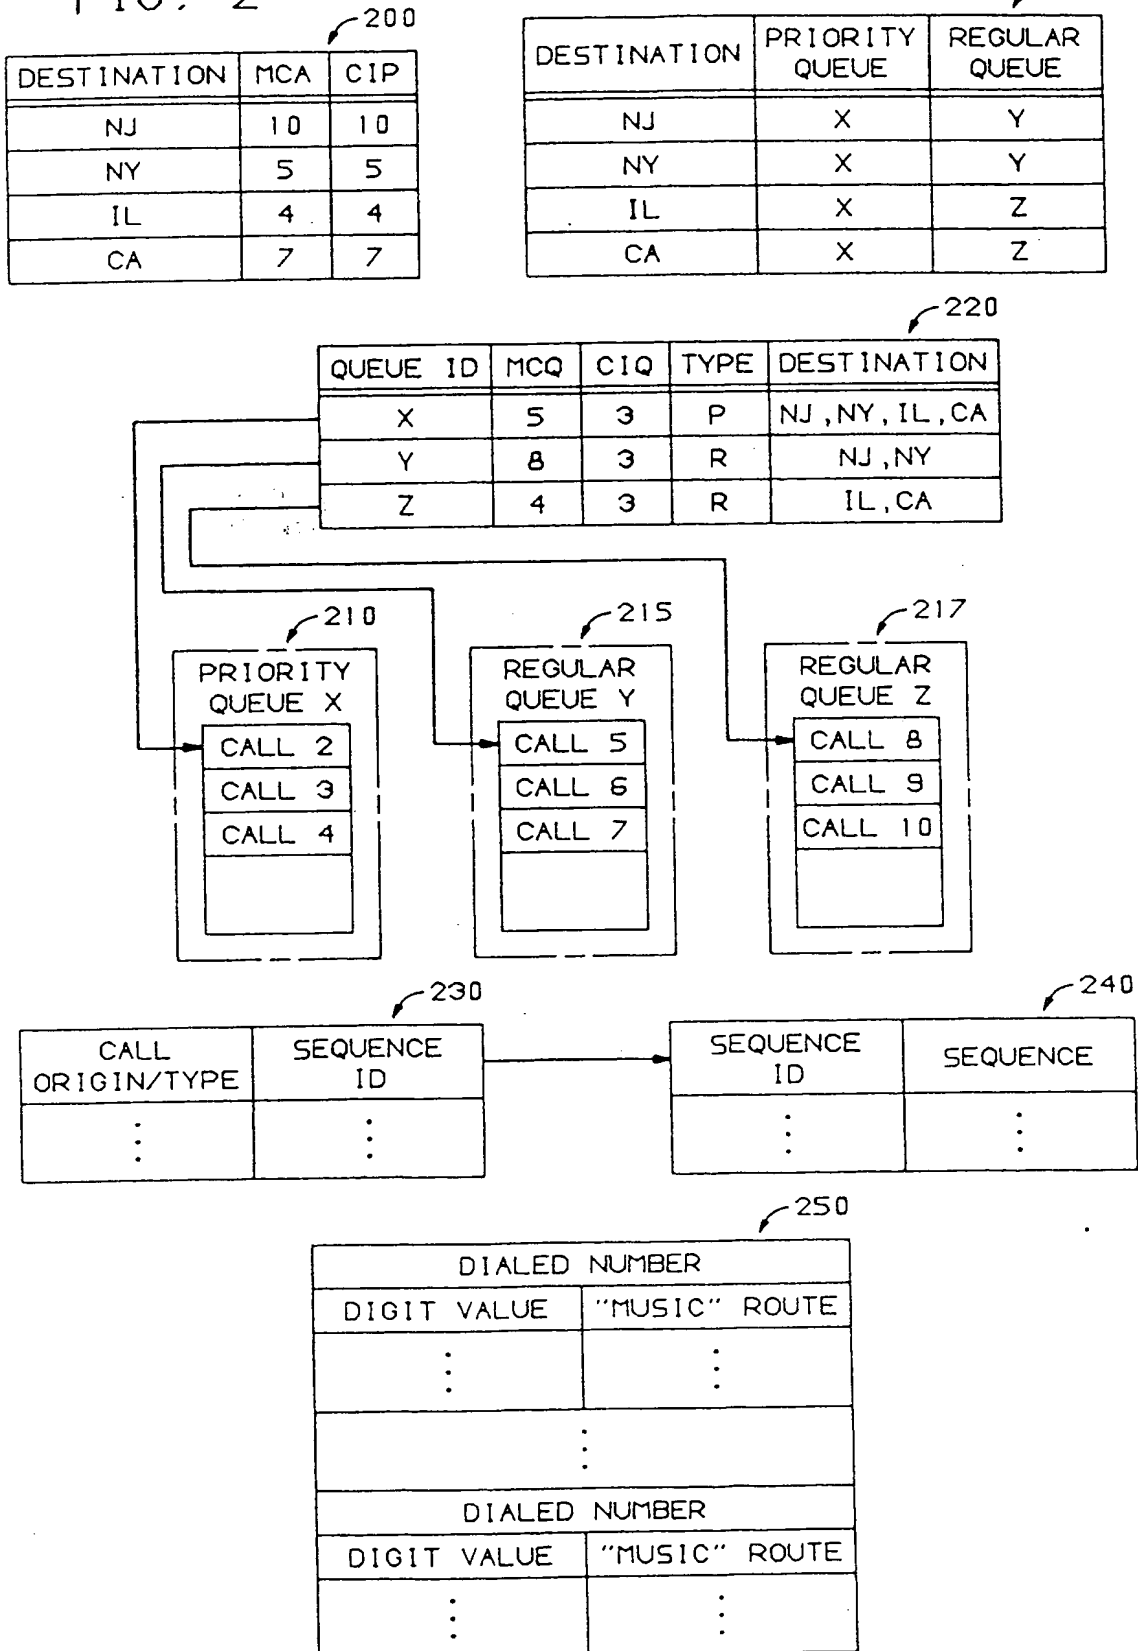 FIG. 2
200
DESTINATION MCA CIP
NJ 10 10
NY 5 5
IL 4 4
CA 7 7
DESTINATION PRIORITY QUEUE REGULAR QUEUE
NJ X Y
NY X Y
IL X Z
CA X Z
220
QUEUE ID MCQ CIQ TYPE DESTINATION
X 5 3 P NJ,NY,IL,CA
Y 8 3 R NJ,NY
Z 4 3 R IL,CA
210
PRIORITY
QUEUE X
CALL 2
CALL 3
CALL 4
215
REGULAR
QUEUE Y
CALL 5
CALL 6
CALL 7
217
REGULAR
QUEUE Z
CALL 8
CALL 9
CALL 10
230
CALL
ORIGIN/TYPE
SEQUENCE
ID
240
SEQUENCE
ID
SEQUENCE
250
DIALED NUMBER
DIGIT VALUE "MUSIC" ROUTE
DIALED NUMBER
DIGIT VALUE "MUSIC" ROUTE